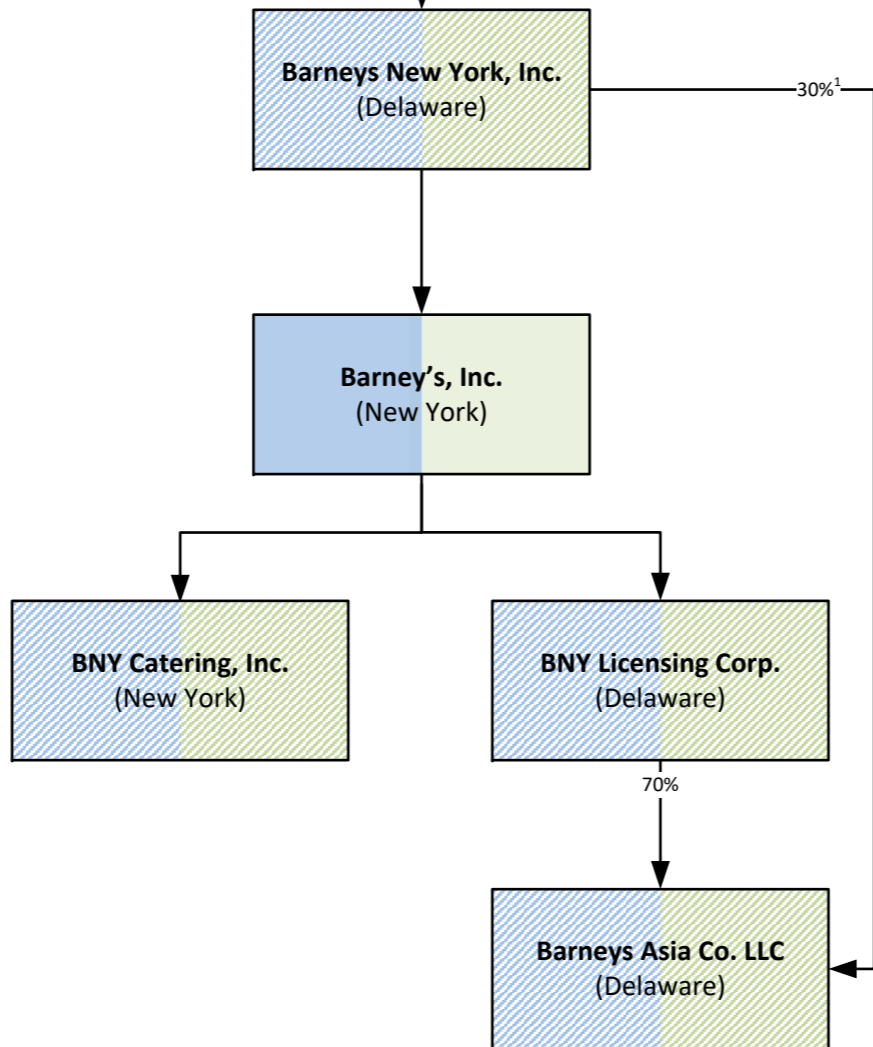 Barneys New York, Inc.
(Delaware)
30%¹
Barney’s, Inc.
(New York)
BNY Catering, Inc.
(New York)
BNY Licensing Corp.
(Delaware)
70%
Barneys Asia Co. LLC
(Delaware)